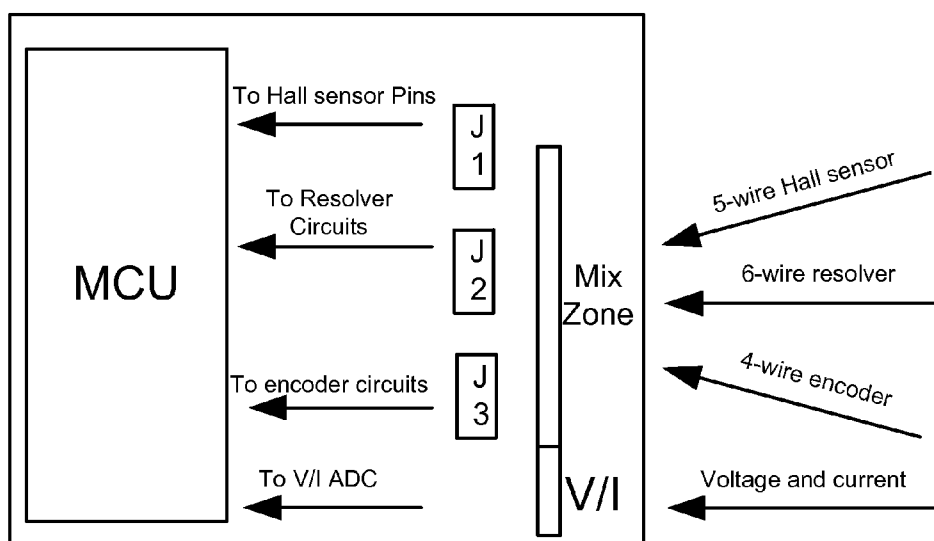 MCU
To Hall sensor Pins
To Resolver
Circuits
To encoder circuits
To V/I ADC
J
1
J
2
J
3
Mix
Zone
V/I
5-wire Hall sensor
6-wire resolver
4-wire encoder
Voltage and current